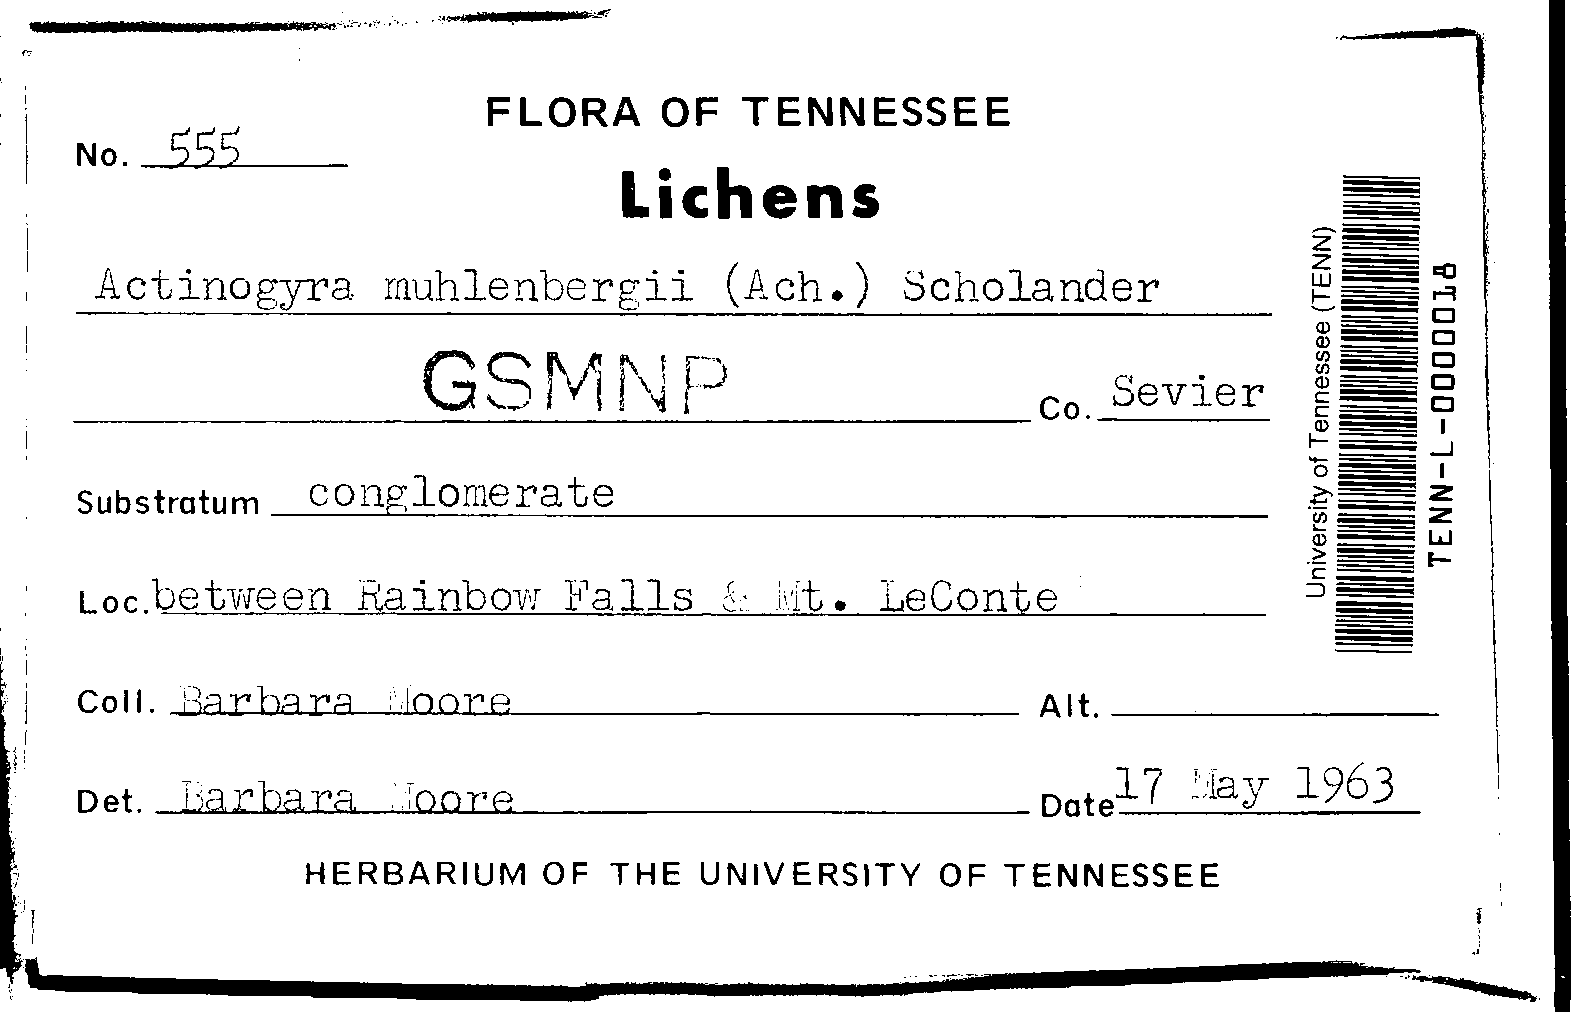 FLORA OF TENNESSEE
No. 555
Lichens
Actinogyra muhlenbergii (Ach.) Scholander
GSMNP Co. Sevier
Substratum conglomerate
Loc. between Rainbow Falls & Mt. LeConte
Coll. Barbara Moore Alt.
Det. Barbara Moore Date 17 May 1963
HERBARIUM OF THE UNIVERSITY OF TENNESSEE
University of Tennessee (TENN)
TENN-L-0000018